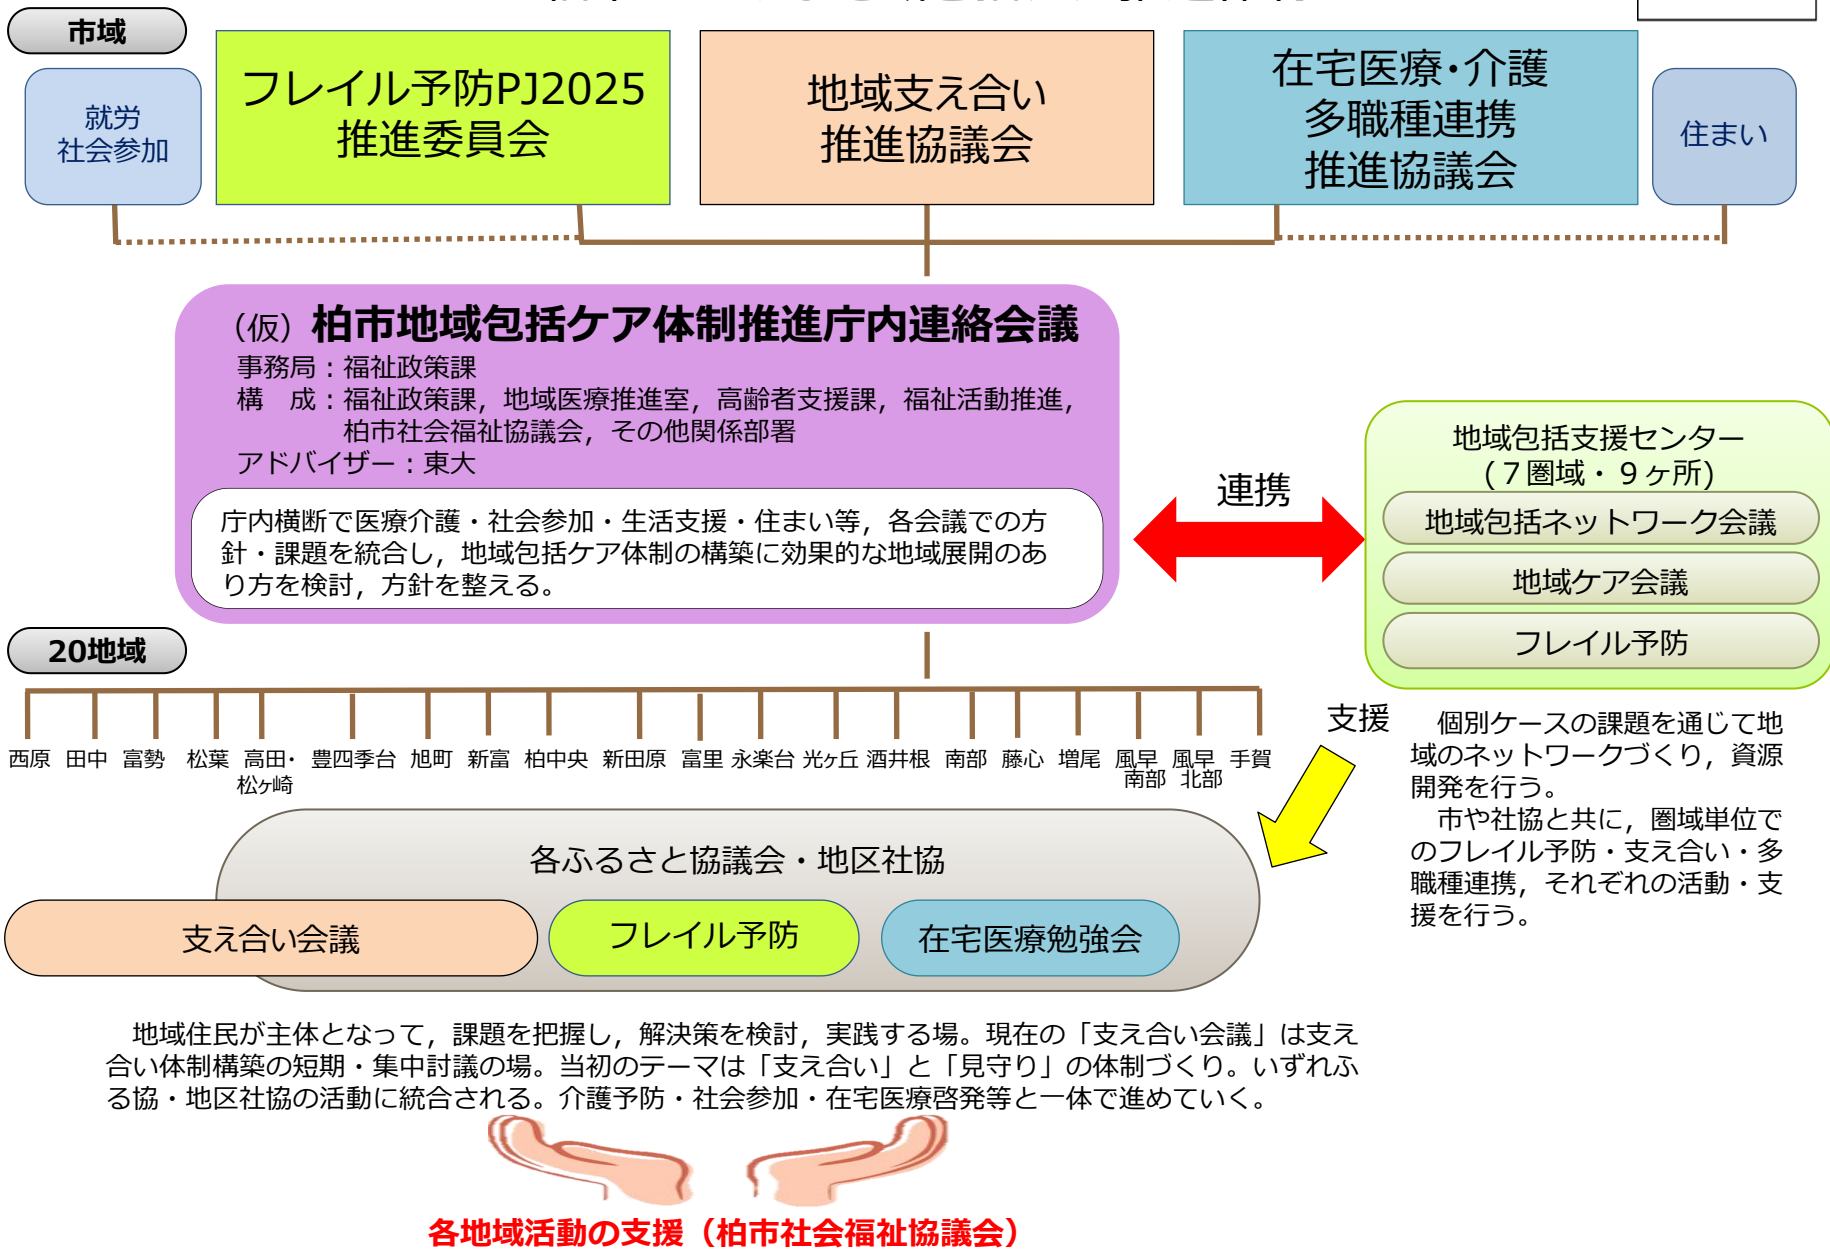 市域
就労
社会参加
フレイル予防PJ2025
推進委員会
地域支え合い
推進協議会
在宅医療・介護
多職種連携
推進協議会
住まい
（仮）柏市地域包括ケア体制推進庁内連絡会議
事務局：福祉政策課
構　成：福祉政策課，地域医療推進室，高齢者支援課，福祉活動推進，
柏市社会福祉協議会，その他関係部署
アドバイザー：東大
庁内横断で医療介護・社会参加・生活支援・住まい等，各会議での方
針・課題を統合し，地域包括ケア体制の構築に効果的な地域展開のあ
り方を検討，方針を整える。
連携
地域包括支援センター
(７圏域・９ヶ所)
地域包括ネットワーク会議
地域ケア会議
フレイル予防
20地域
西原
田中
富勢
松葉
高田・
松ヶ崎
豊四季台
旭町
新富
柏中央
新田原
富里
永楽台
光ヶ丘
酒井根
南部
藤心
増尾
風早
南部
風早
北部
手賀
支援
個別ケースの課題を通じて地
域のネットワークづくり，資源
開発を行う。
市や社協と共に，圏域単位で
のフレイル予防・支え合い・多
職種連携，それぞれの活動・支
援を行う。
各ふるさと協議会・地区社協
支え合い会議
フレイル予防
在宅医療勉強会
地域住民が主体となって，課題を把握し，解決策を検討，実践する場。現在の「支え合い会議」は支え
合い体制構築の短期・集中討議の場。当初のテーマは「支え合い」と「見守り」の体制づくり。いずれふ
る協・地区社協の活動に統合される。介護予防・社会参加・在宅医療啓発等と一体で進めていく。
各地域活動の支援（柏市社会福祉協議会）